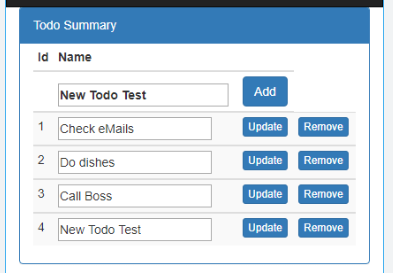 Todo Summary
Id Name
New Todo Test Add
1 Check eMails Update Remove
2 Do dishes Update Remove
3 Call Boss Update Remove
4 New Todo Test Update Remove